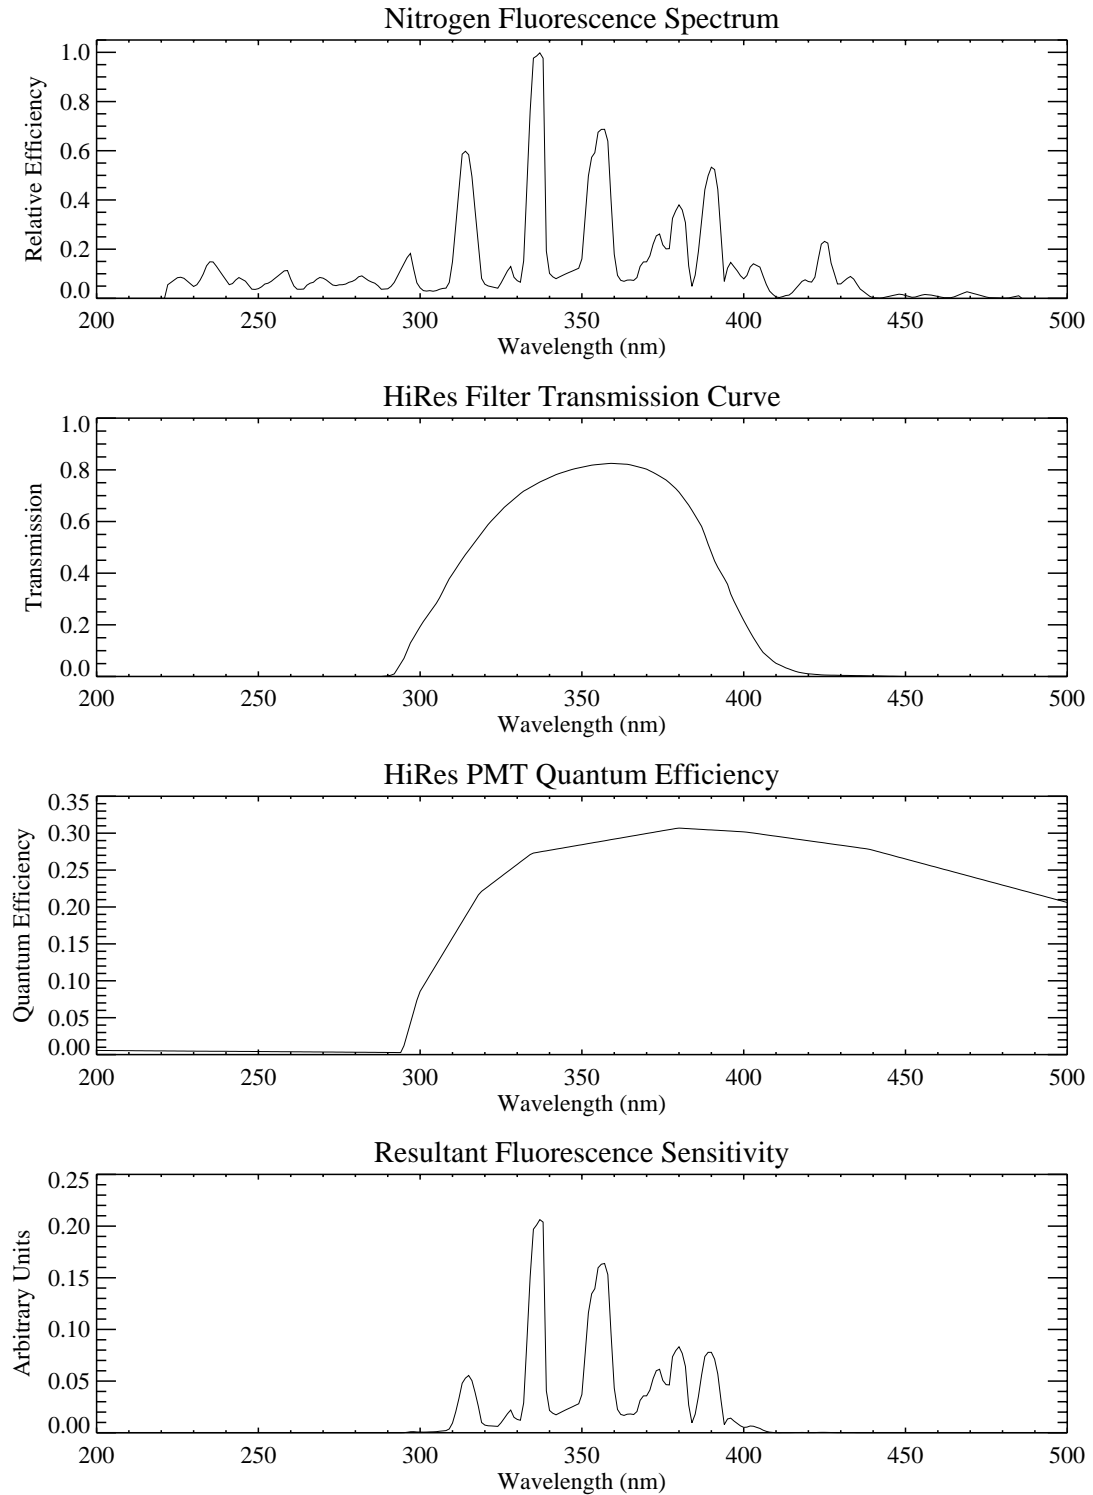 Nitrogen Fluorescence Spectrum
1.0
0.8
0.6
0.4
0.2
0.0
Relative Efficiency
200 250 300 350 400 450 500
Wavelength (nm)
HiRes Filter Transmission Curve
1.0
0.8
0.6
0.4
0.2
0.0
Transmission
200 250 300 350 400 450 500
Wavelength (nm)
HiRes PMT Quantum Efficiency
0.35
0.30
0.25
0.20
0.15
0.10
0.05
0.00
Quantum Efficiency
200 250 300 350 400 450 500
Wavelength (nm)
Resultant Fluorescence Sensitivity
0.25
0.20
0.15
0.10
0.05
0.00
Arbitrary Units
200 250 300 350 400 450 500
Wavelength (nm)